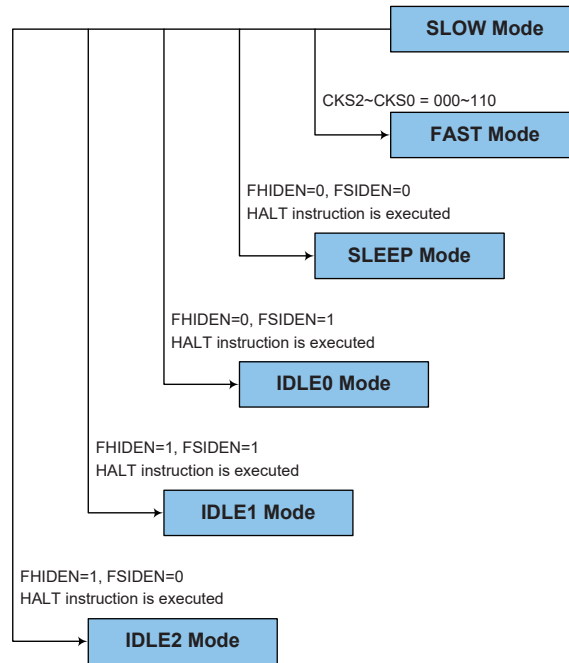 SLOW Mode
CKS2~CKS0 = 000~110
FAST Mode
FHIDEN=0, FSIDEN=0
HALT instruction is executed
SLEEP Mode
FHIDEN=0, FSIDEN=1
HALT instruction is executed
IDLE0 Mode
FHIDEN=1, FSIDEN=1
HALT instruction is executed
IDLE1 Mode
FHIDEN=1, FSIDEN=0
HALT instruction is executed
IDLE2 Mode